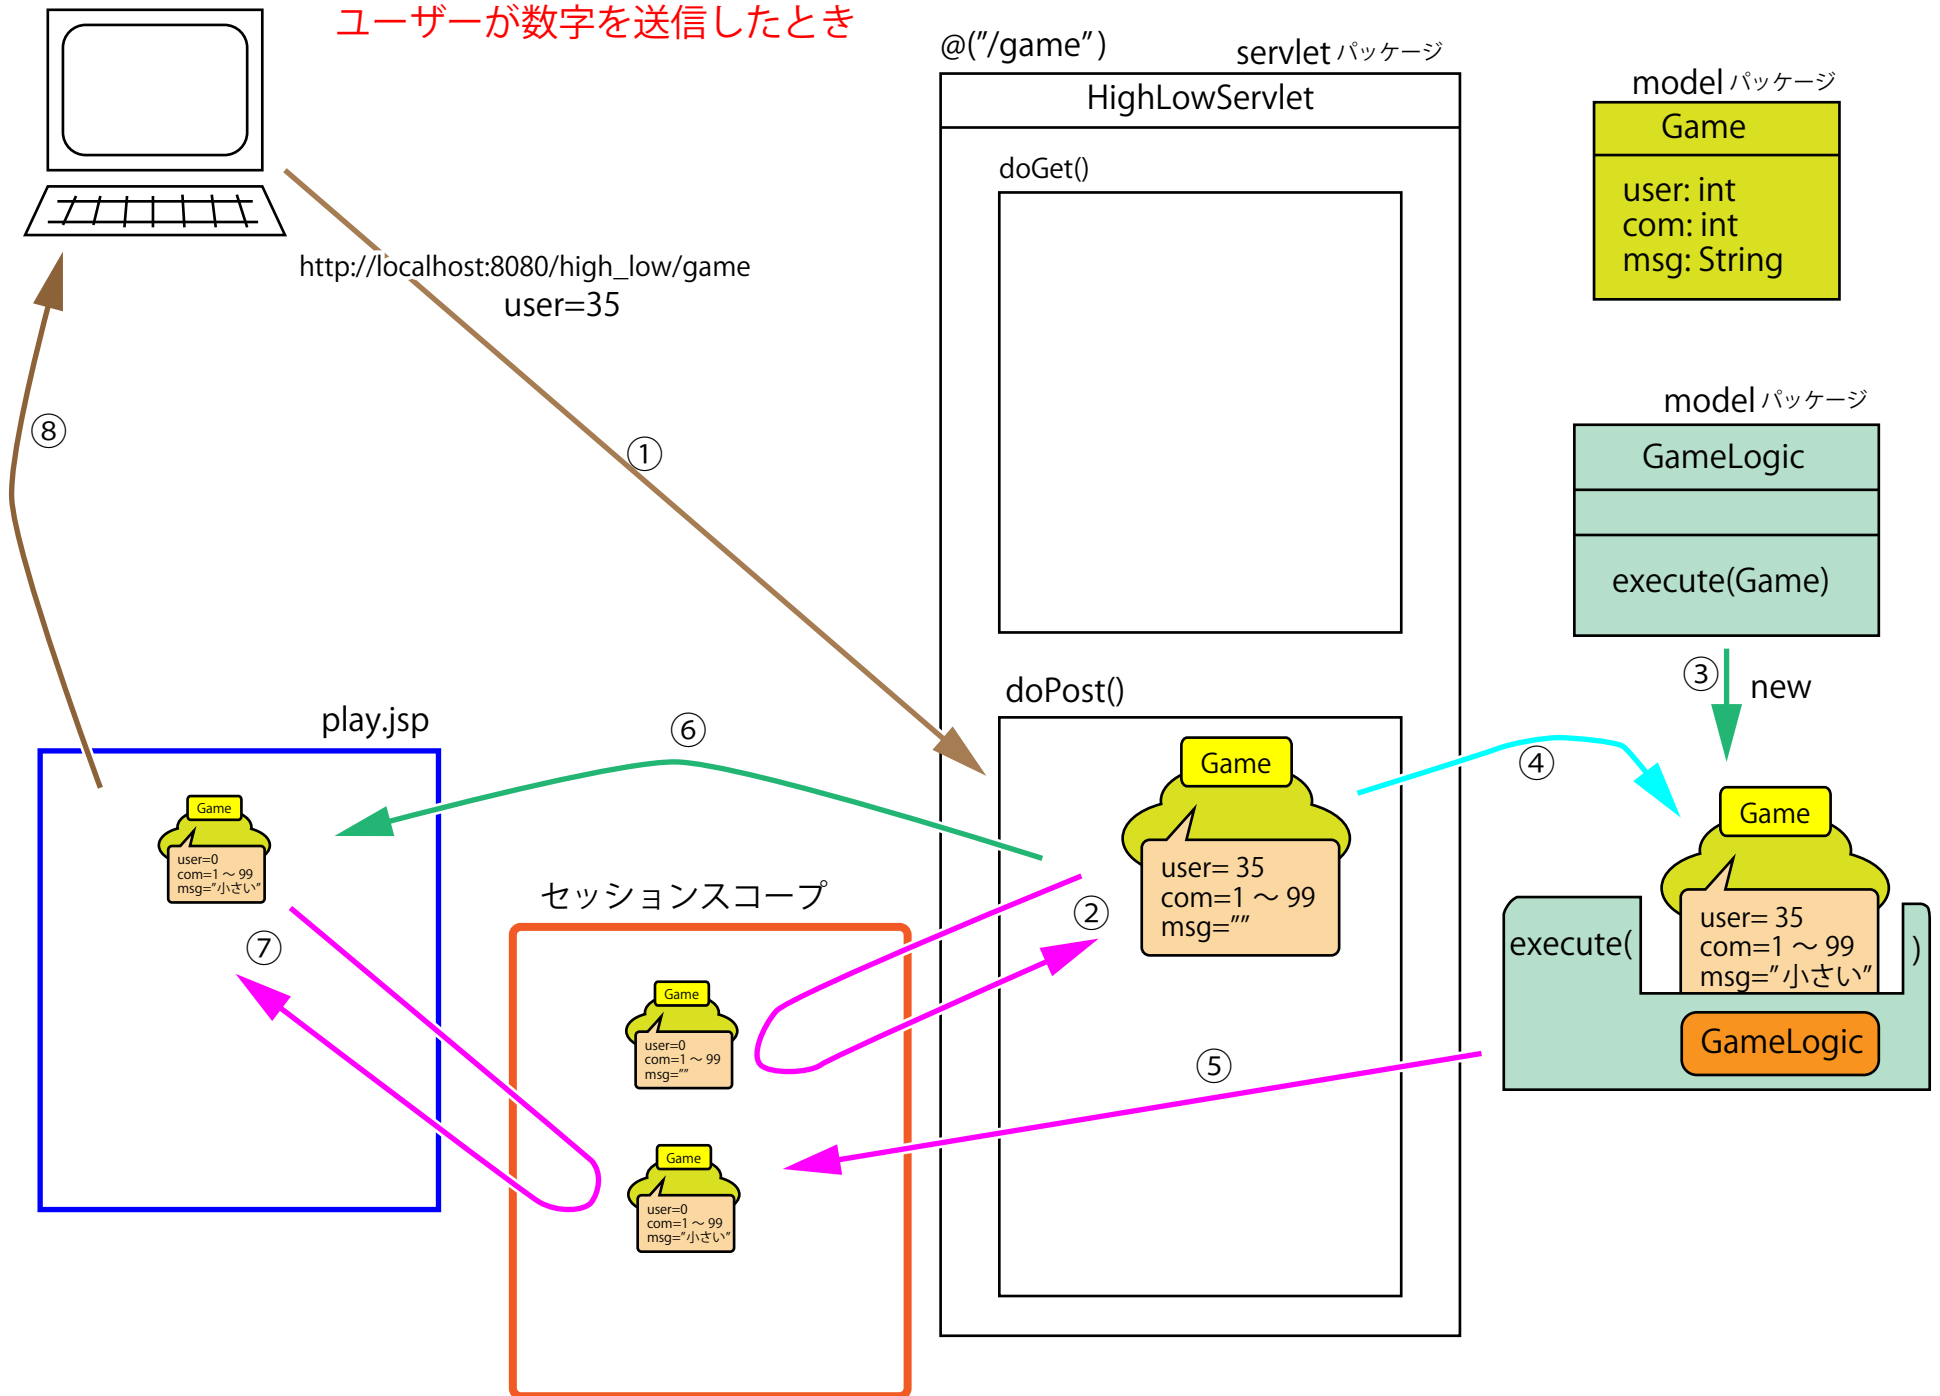 ユーザーが数字を送信したとき
@("/game")
servlet パッケージ
HighLowServlet
doGet()
http://localhost:8080/high_low/game
user=35
①
⑧
model パッケージ
Game
user: int
com: int
msg: String
model パッケージ
GameLogic
execute(Game)
③
new
doPost()
Game
user= 35
com=1 ～ 99
msg=""
④
Game
user= 35
com=1 ～ 99
msg="小さい"
execute(
)
GameLogic
⑥
play.jsp
Game
user=0
com=1 ～ 99
msg="小さい"
⑦
セッションスコープ
②
Game
user=0
com=1 ～ 99
msg=""
⑤
Game
user=0
com=1 ～ 99
msg="小さい"